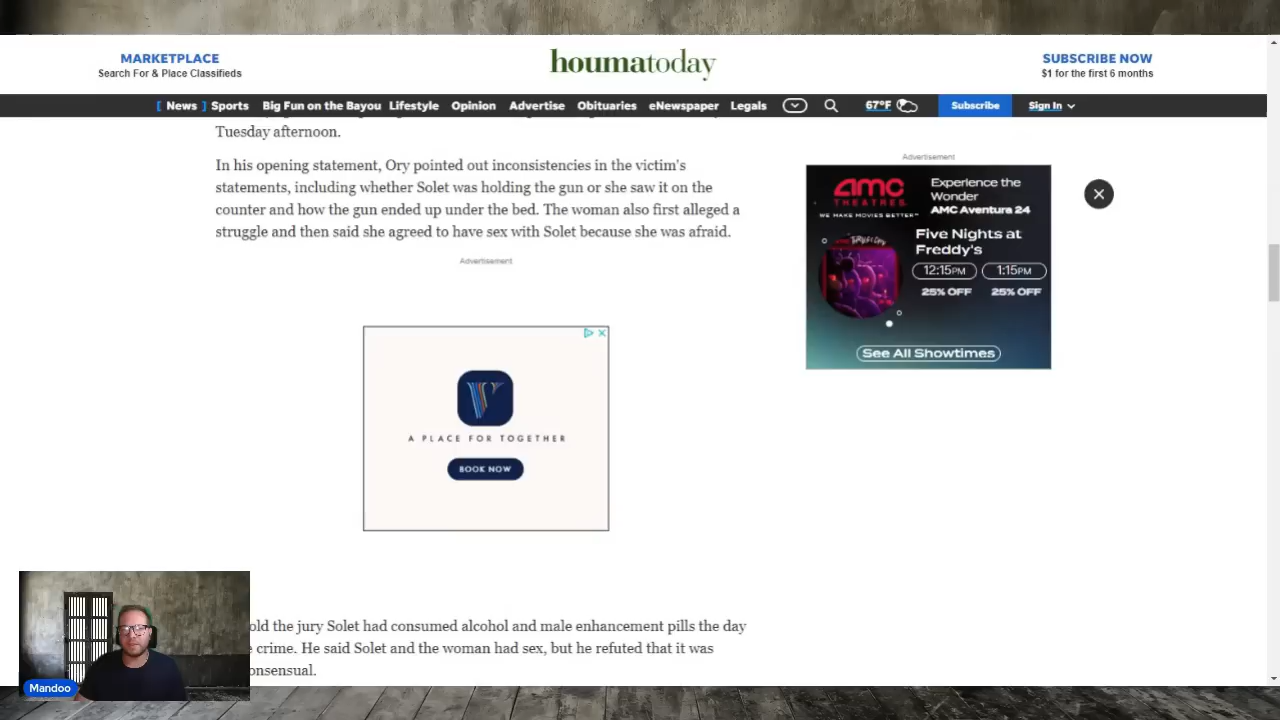 MARKETPLACE
Search For & Place Classifieds
houmatoday
SUBSCRIBE NOW
$1 for the first 6 months
[ News ] Sports Big Fun on the Bayou Lifestyle Opinion Advertise Obituaries eNewspaper Legals 67°F Subscribe Sign In
Tuesday afternoon.
In his opening statement, Ory pointed out inconsistencies in the victim's
statements, including whether Solet was holding the gun or she saw it on the
counter and how the gun ended up under the bed. The woman also first alleged a
struggle and then said she agreed to have sex with Solet because she was afraid.
Advertisement
A PLACE FOR TOGETHER
BOOK NOW
Advertisement
amc
THEATRES
WE MAKE MOVIES BETTER™
Experience the
Wonder
AMC Aventura 24
Five Nights at
Freddy's
12:15PM 1:15PM
25% OFF 25% OFF
See All Showtimes
old the jury Solet had consumed alcohol and male enhancement pills the day
crime. He said Solet and the woman had sex, but he refuted that it was
onsensual.
Mandoo